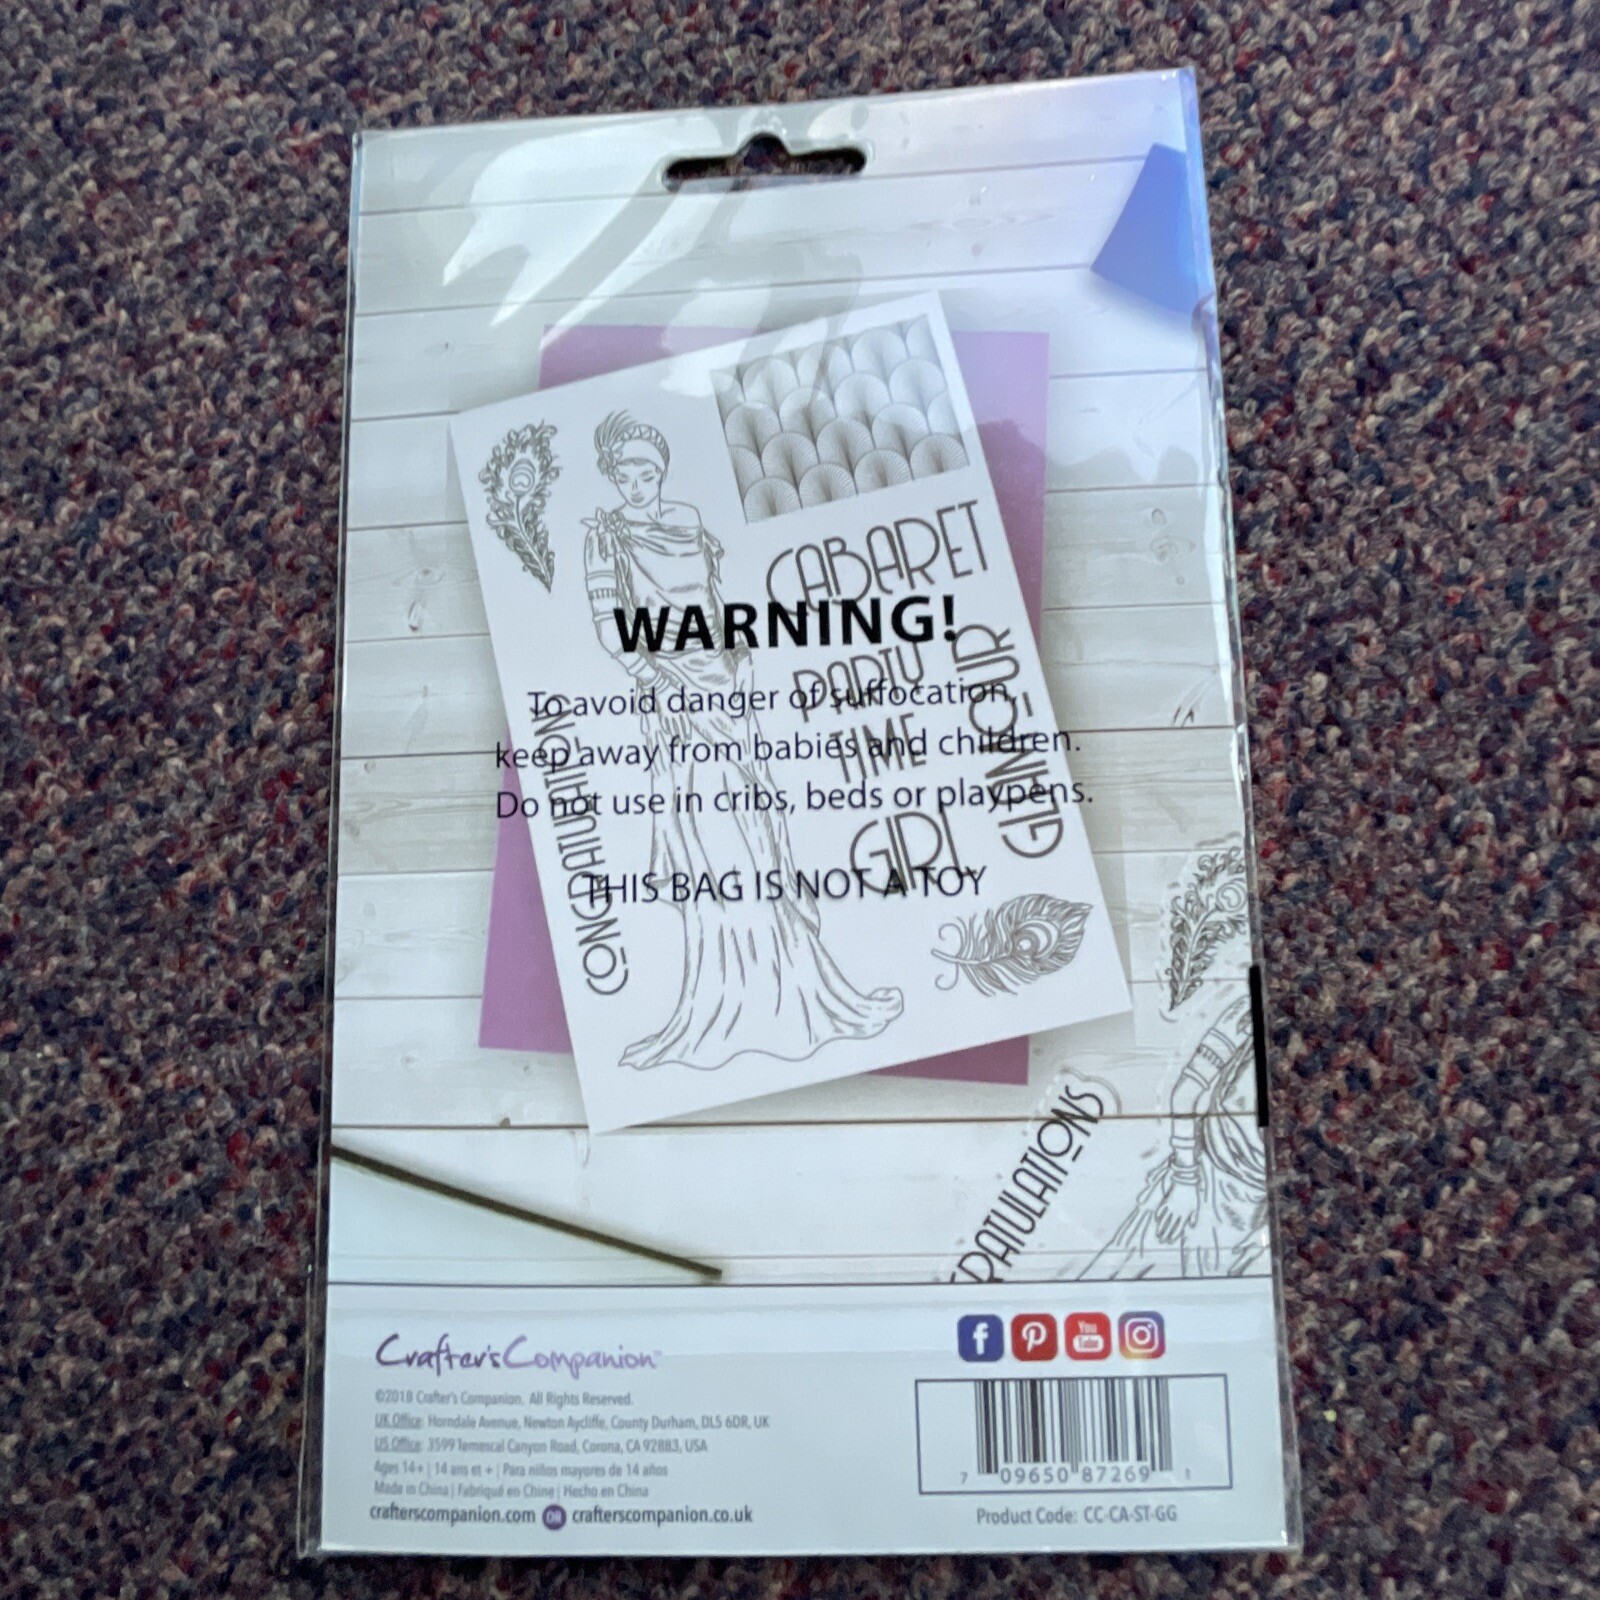 CABARET
WARNING!
PARTY
TIME
GIRL
GLAMOUR
CONGRATULATIONS
To avoid danger of suffocation,
keep away from babies and children.
Do not use in cribs, beds or playpens.
THIS BAG IS NOT A TOY
GRATULATIONS
Crafter's Companion™
©2018 Crafter's Companion. All Rights Reserved.
UK Office: Horndale Avenue, Newton Aycliffe, County Durham, DL5 6DR, UK
US Office: 3599 Temescal Canyon Road, Corona, CA 92883, USA
Ages 14+ | 14 ans et + | Para niños mayores de 14 años
Made in China | Fabriqué en Chine | Hecho en China
crafterscompanion.com OR crafterscompanion.co.uk
You
Tube
7 09650 87269 1
Product Code: CC-CA-ST-GG